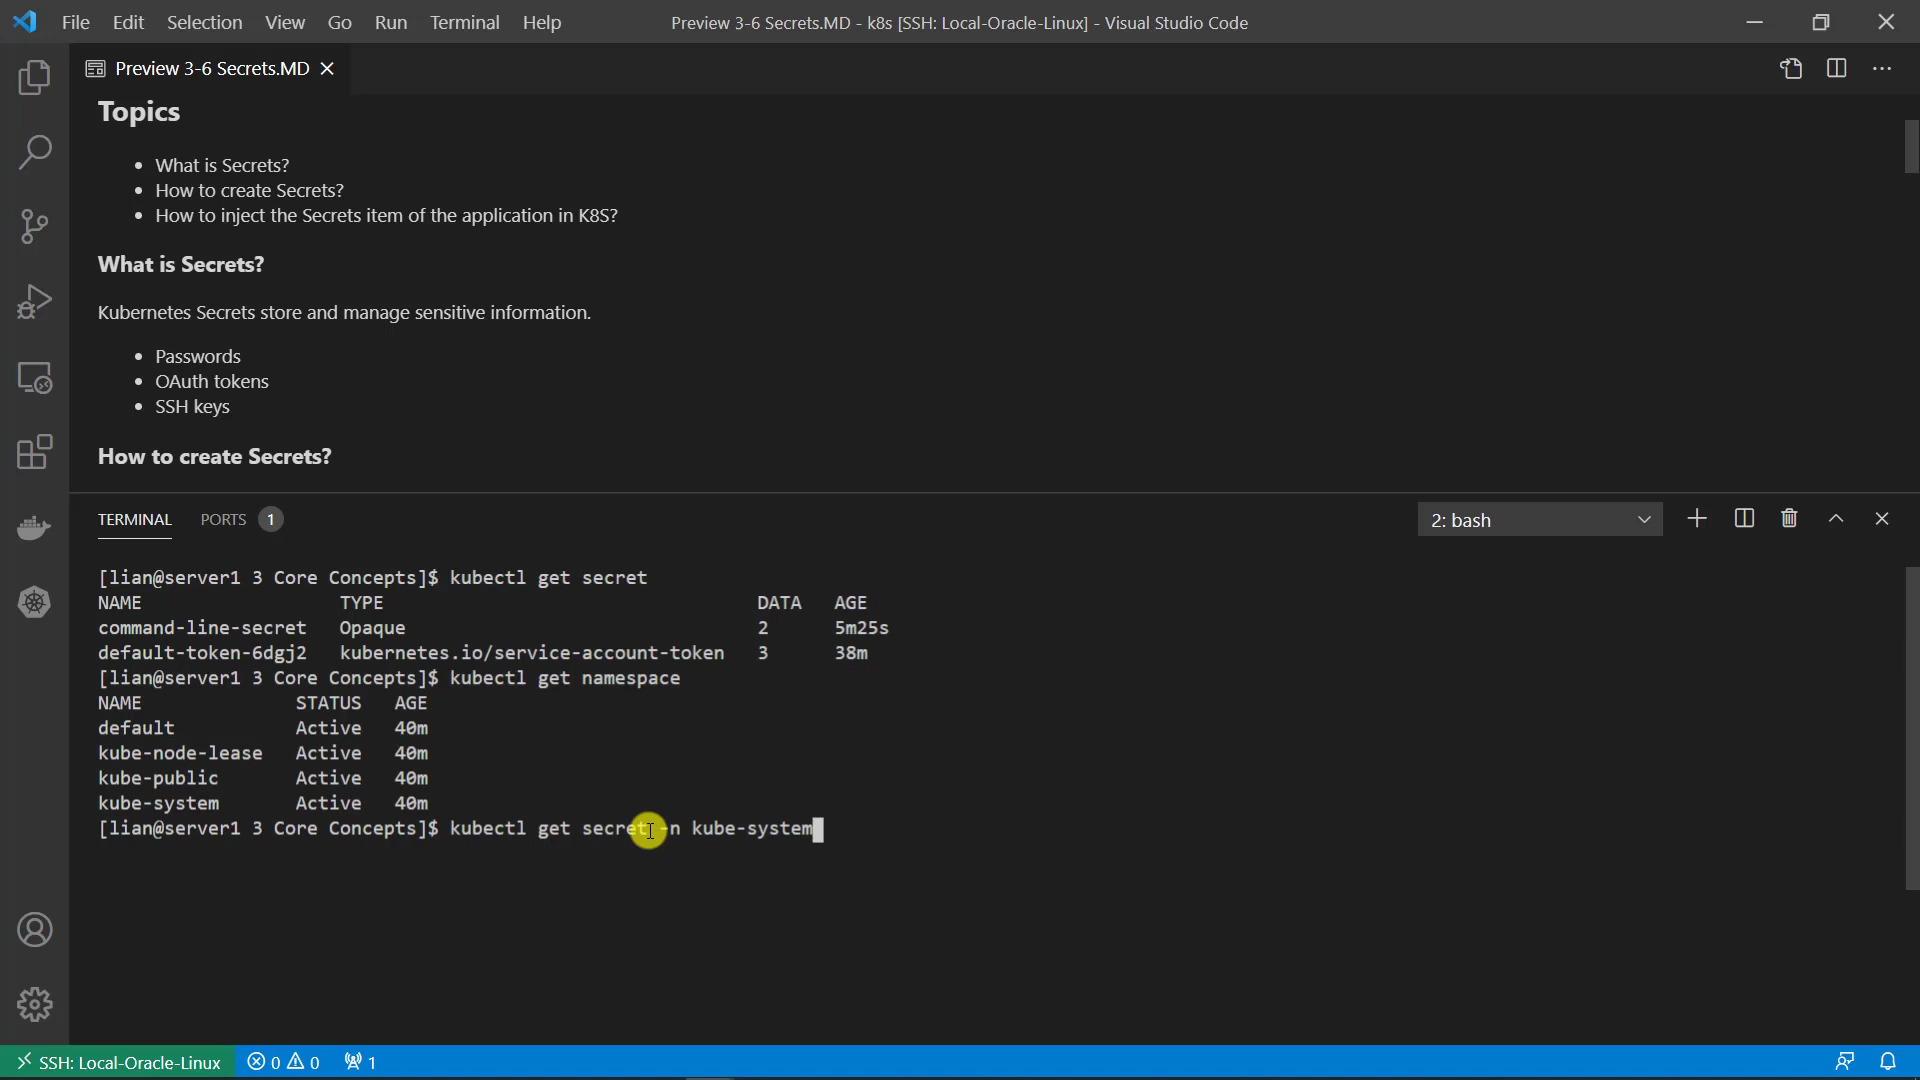 File Edit Selection View Go Run Terminal Help
Preview 3-6 Secrets.MD - k8s [SSH: Local-Oracle-Linux] - Visual Studio Code
Preview 3-6 Secrets.MD
Topics
• What is Secrets?
• How to create Secrets?
• How to inject the Secrets item of the application in K8S?
What is Secrets?
Kubernetes Secrets store and manage sensitive information.
• Passwords
• OAuth tokens
• SSH keys
How to create Secrets?
TERMINAL PORTS 1
2: bash
[lian@server1 3 Core Concepts]$ kubectl get secret
NAME TYPE DATA AGE
command-line-secret Opaque 2 5m25s
default-token-6dgj2 kubernetes.io/service-account-token 3 38m
[lian@server1 3 Core Concepts]$ kubectl get namespace
NAME STATUS AGE
default Active 40m
kube-node-lease Active 40m
kube-public Active 40m
kube-system Active 40m
[lian@server1 3 Core Concepts]$ kubectl get secret -n kube-system
SSH: Local-Oracle-Linux 0 0 1